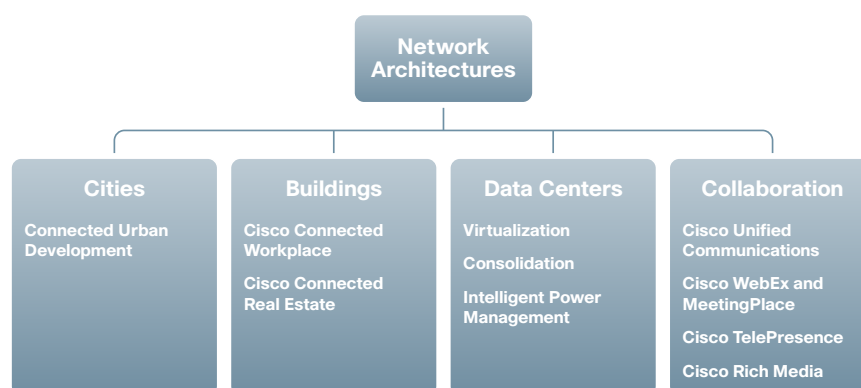 Network
Architectures
Cities
Connected Urban
Development
Buildings
Cisco Connected
Workplace
Cisco Connected
Real Estate
Data Centers
Virtualization
Consolidation
Intelligent Power
Management
Collaboration
Cisco Unified
Communications
Cisco WebEx and
MeetingPlace
Cisco TelePresence
Cisco Rich Media